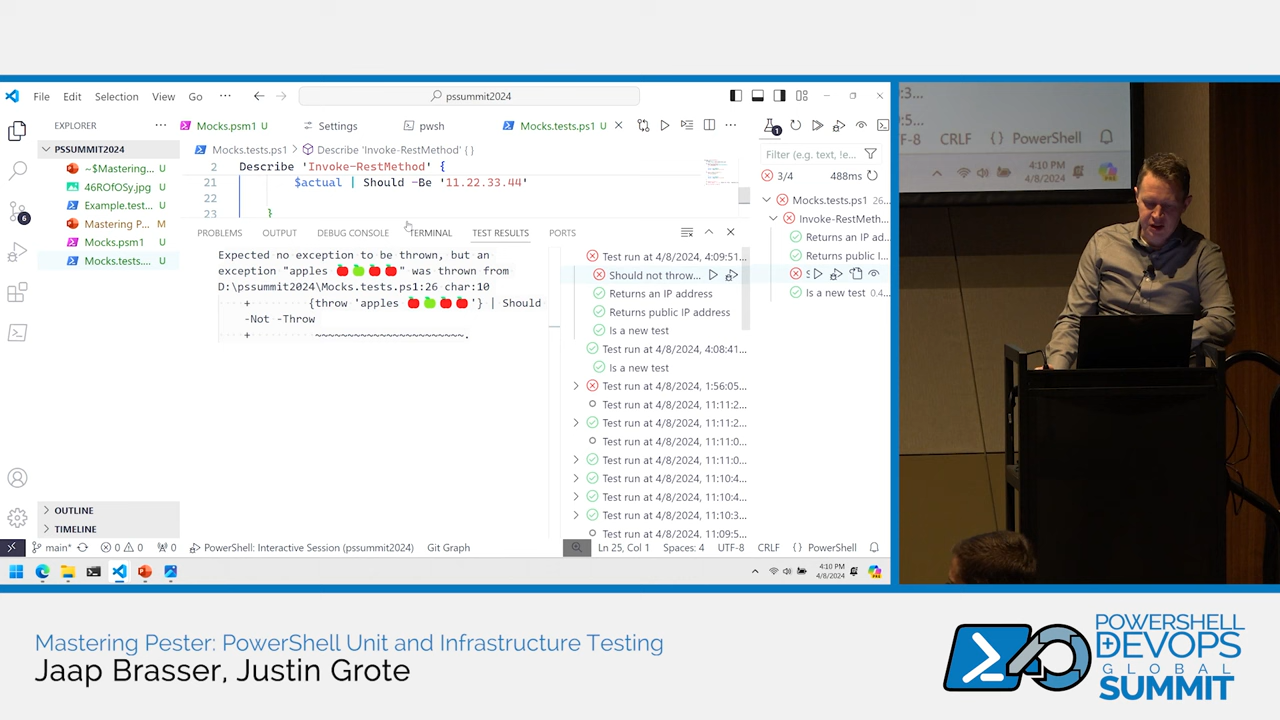 File Edit Selection View Go ··· pssummit2024
EXPLORER ···
PSSUMMIT2024
~$Mastering... U
46ROfOSy.jpg U
Example.test... U
Mastering P... M
Mocks.psm1 U
Mocks.tests.... U
OUTLINE
TIMELINE
Mocks.psm1 U Settings pwsh Mocks.tests.ps1 U
Mocks.tests.ps1 > Describe 'Invoke-RestMethod' { }
2 Describe 'Invoke-RestMethod' {
21 $actual | Should -Be '11.22.33.44'
22
23 }
PROBLEMS OUTPUT DEBUG CONSOLE TERMINAL TEST RESULTS PORTS
Expected no exception to be thrown, but an
exception "apples 🍎🍏🍎🍎" was thrown from
D:\pssummit2024\Mocks.tests.ps1:26 char:10
+ {throw 'apples 🍎🍏🍎🍎'} | Should
-Not -Throw
+ ~~~~~~~~~~~~~~~~~~~~~~~.
Test run at 4/8/2024, 4:09:51...
Should not throw...
Returns an IP address
Returns public IP address
Is a new test
Test run at 4/8/2024, 4:08:41...
Is a new test
Test run at 4/8/2024, 1:56:05...
Test run at 4/8/2024, 11:11:2...
Test run at 4/8/2024, 11:11:2...
Test run at 4/8/2024, 11:11:0...
Test run at 4/8/2024, 11:11:0...
Test run at 4/8/2024, 11:10:4...
Test run at 4/8/2024, 11:10:4...
Test run at 4/8/2024, 11:10:3...
Test run at 4/8/2024, 11:09:5...
1
Filter (e.g. text, !e...
3/4 488ms
Mocks.tests.ps1 26...
Invoke-RestMeth...
Returns an IP ad...
Returns public I...
Is a new test 0.4...
6
main* 0 0 0 PowerShell: Interactive Session (pssummit2024) Git Graph Ln 25, Col 1 Spaces: 4 UTF-8 CRLF { } PowerShell
4:10 PM
4/8/2024
:3...
:5...
F-8 CRLF { } PowerShell
4:10 PM
4/8/2024
Mastering Pester: PowerShell Unit and Infrastructure Testing
Jaap Brasser, Justin Grote
POWERSHELL
DEVOPS
GLOBAL
SUMMIT